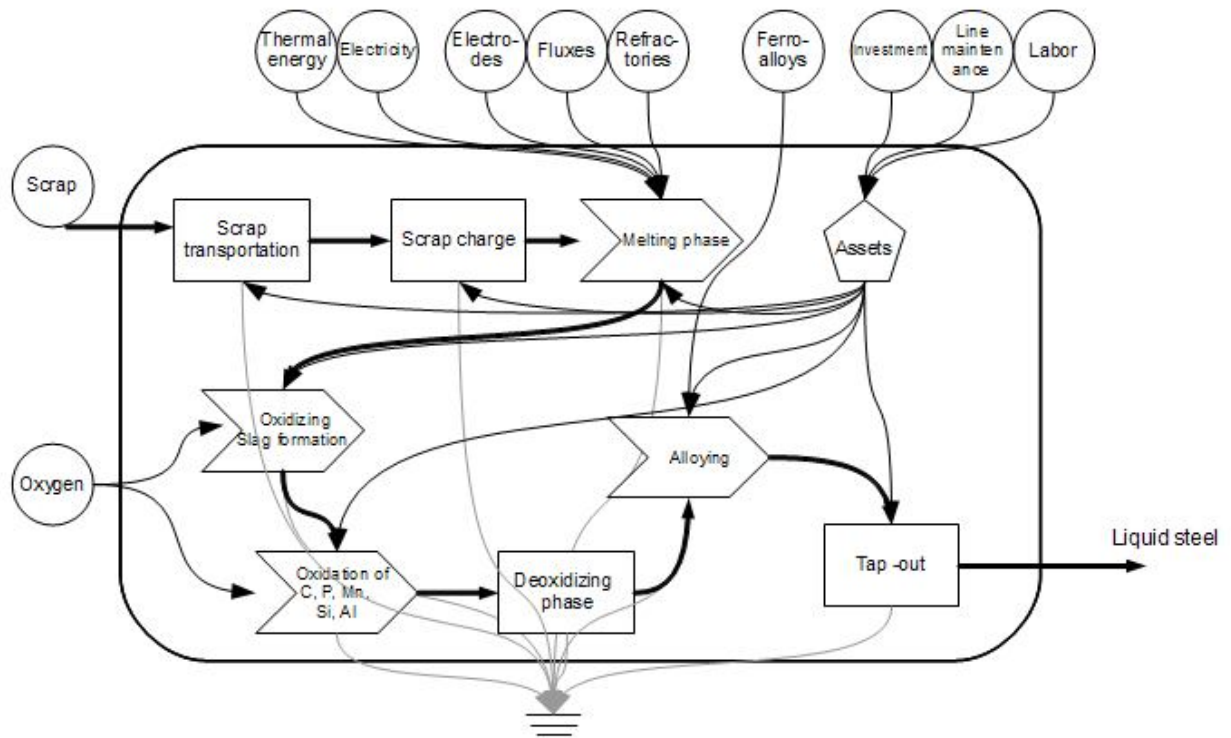 Thermal
energy
Electricity
Electro-
des
Fluxes
Refrac-
tories
Ferro-
alloys
Investment
Line
mainten
ance
Labor
Scrap
Scrap
transportation
Scrap charge
Melting phase
Assets
Oxidizing
Slag formation
Alloying
Oxygen
Oxidation of
C, P, Mn,
Si, Al
Deoxidizing
phase
Tap -out
Liquid steel